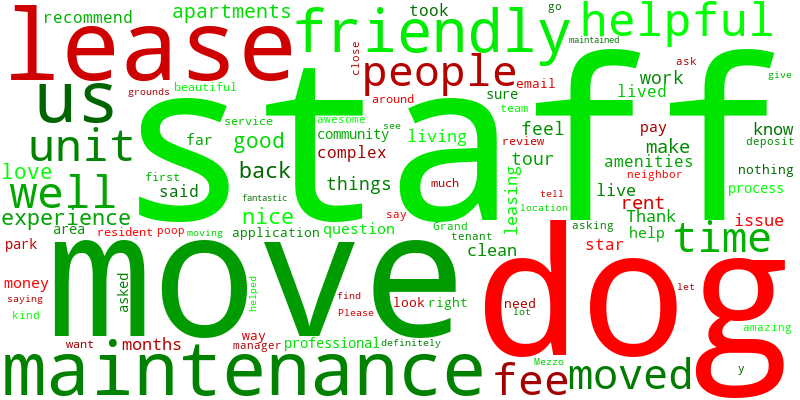 recommend
apartments
took
go
lease
friendly
helpful
maintained
close
people
ask
grounds
beautiful
email
work
give
us
staff
around
sure
lived
awesome
service
team
know
unit
far
good
community
see
living
feel
review
pay
deposit
complex
tour
make
love
first
back
amenities
nothing
said
things
much
neighbor
well
fantastic
leasing
live
tell
process
experience
nice
say
location
rent
Thank
issue
area
resident
poop
moving
application
question
Grand
tenant
asking
help
time
park
move
clean
star
dog
money
asked
helped
saying
find
look
right
need
let
kind
Please
lot
way
amazing
want
months
manager
professional
definitely
Mezzo
maintenance
fee
moved
y